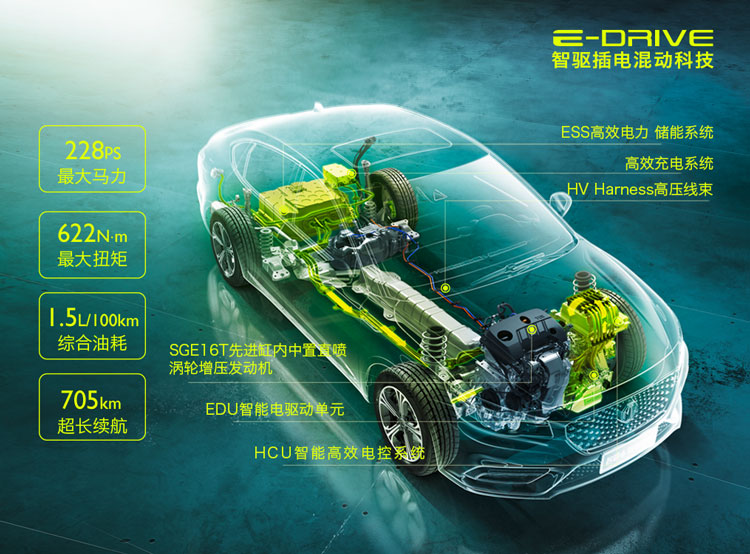 E-DRIVE
智驱插电混动科技
228PS
最大马力
622N·m
最大扭矩
1.5L/100km
综合油耗
705km
超长续航
ESS高效电力 储能系统
高效充电系统
HV Harness高压线束
SGE16T先进缸内中置直喷
涡轮增压发动机
EDU智能电驱动单元
HCU智能高效电控系统